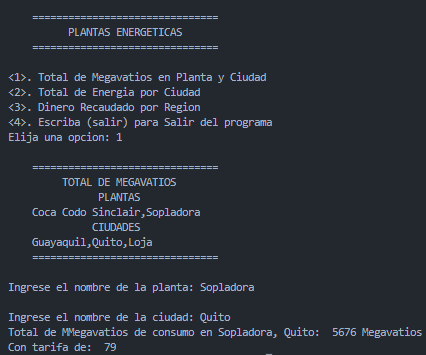 ==============================
PLANTAS ENERGETICAS
==============================
<1>. Total de Megavatios en Planta y Ciudad
<2>. Total de Energia por Ciudad
<3>. Dinero Recaudado por Region
<4>. Escriba (salir) para Salir del programa
Elija una opcion: 1
==============================
TOTAL DE MEGAVATIOS
PLANTAS
Coca Codo Sinclair,Sopladora
CIUDADES
Guayaquil,Quito,Loja
==============================
Ingrese el nombre de la planta: Sopladora
Ingrese el nombre de la ciudad: Quito
Total de MMegavatios de consumo en Sopladora, Quito:  5676 Megavatios
Con tarifa de:  79